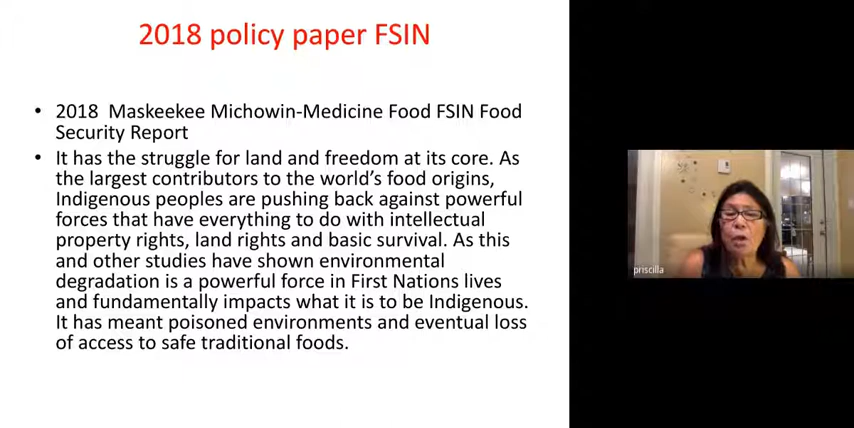 2018 policy paper FSIN
• 2018 Maskeekee Michowin-Medicine Food FSIN Food
Security Report
• It has the struggle for land and freedom at its core. As
the largest contributors to the world's food origins,
Indigenous peoples are pushing back against powerful
forces that have everything to do with intellectual
property rights, land rights and basic survival. As this
and other studies have shown environmental
degradation is a powerful force in First Nations lives
and fundamentally impacts what it is to be Indigenous.
It has meant poisoned environments and eventual loss
of access to safe traditional foods.
priscilla